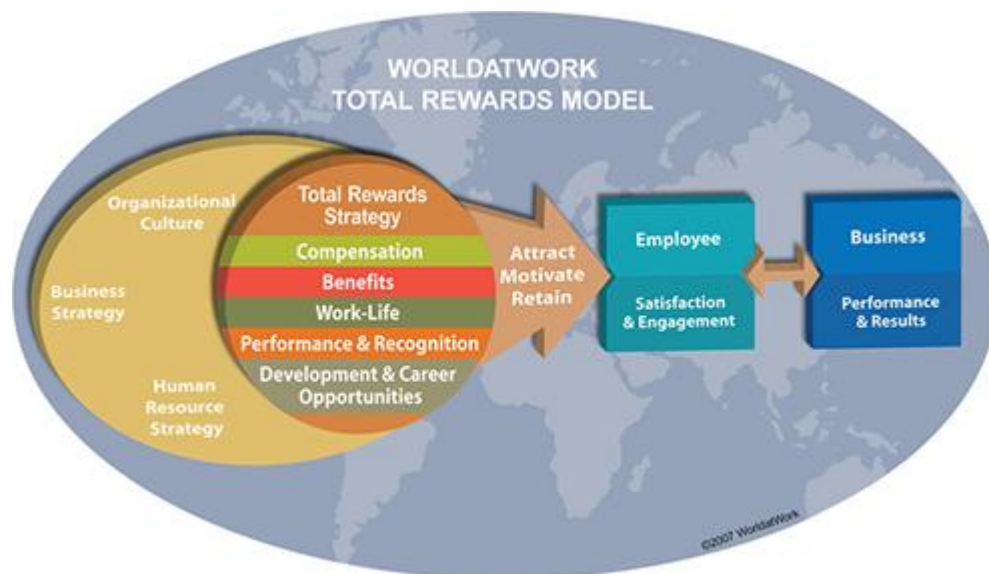 WORLDATWORK
TOTAL REWARDS MODEL
Organizational
Culture
Business
Strategy
Human
Resource
Strategy
Total Rewards
Strategy
Compensation
Benefits
Work-Life
Performance & Recognition
Development & Career
Opportunities
Attract
Motivate
Retain
Employee
Satisfaction
& Engagement
Business
Performance
& Results
©2007 WorldatWork